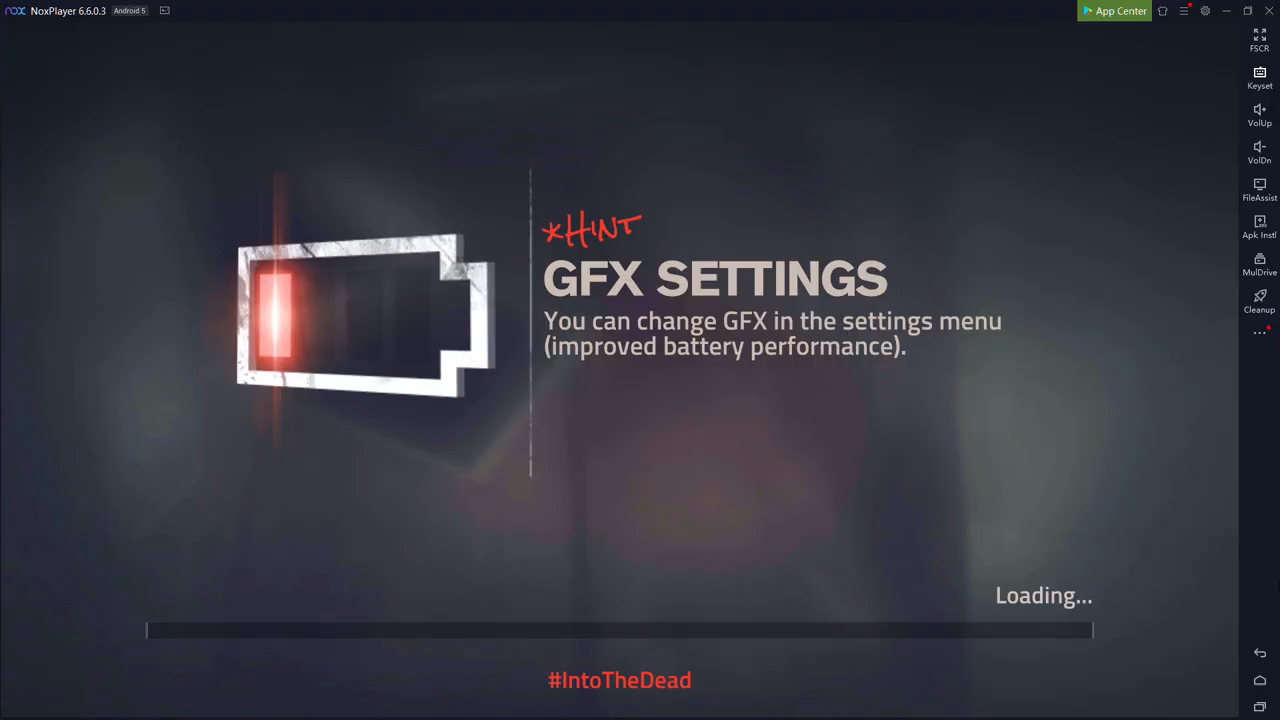 nox NoxPlayer 6.6.0.3 Android 5
App Center
FSCR
Keyset
VolUp
VolDn
FileAssist
Apk Instl
MulDrive
Cleanup
*HINT
GFX SETTINGS
You can change GFX in the settings menu
(improved battery performance).
Loading...
#IntoTheDead